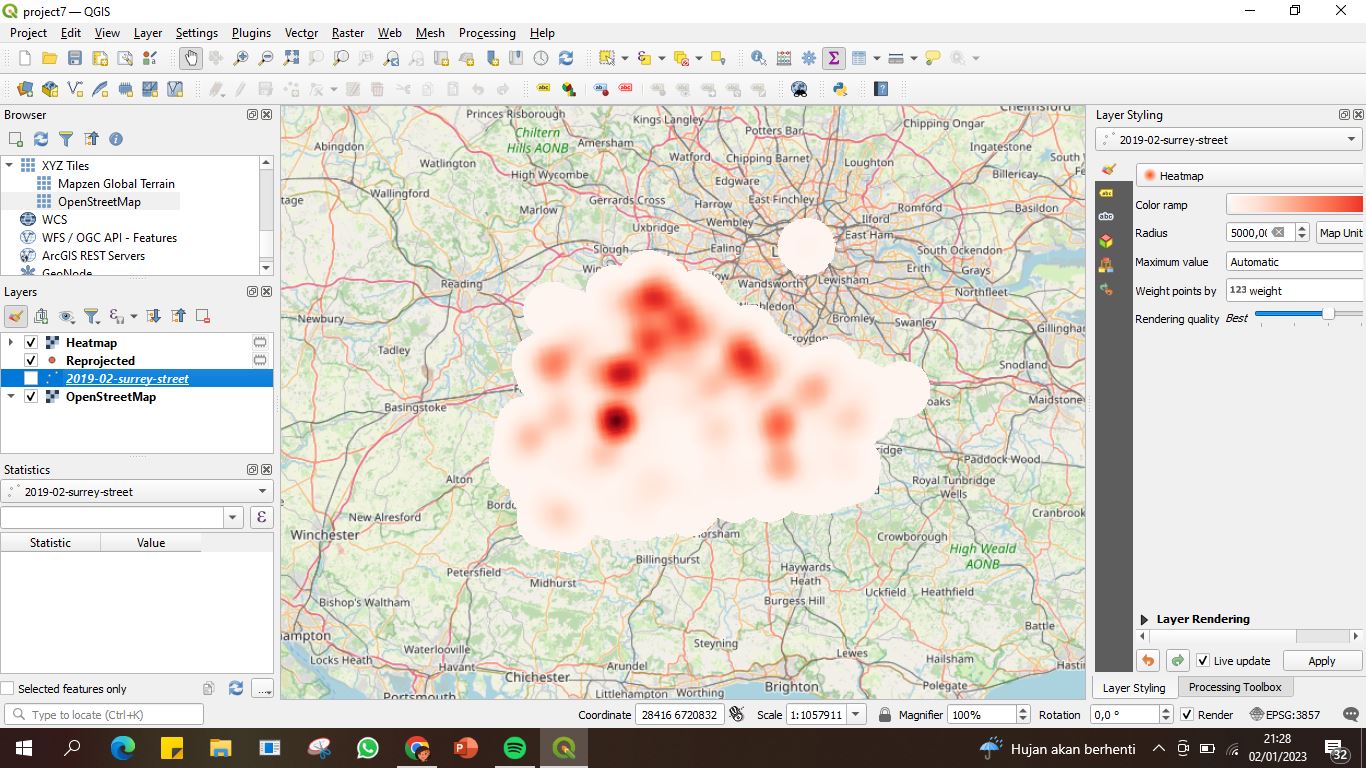 project7 — QGIS
Project Edit View Layer Settings Plugins Vector Raster Web Mesh Processing Help
Browser
XYZ Tiles
Mapzen Global Terrain
OpenStreetMap
WCS
WFS / OGC API - Features
ArcGIS REST Servers
GeoNode
Layers
Heatmap
Reprojected
2019-02-surrey-street
OpenStreetMap
Statistics
2019-02-surrey-street
ε
Statistic Value
Selected features only
...
Princes Risborough
Kings Langley
Chelmsford
Chiltern
Hills AONB
Potters Bar
Chipping Ongar
Abingdon
Amersham
Ingatestone
Watlington
Watford
Chipping Barnet
Loughton
South
High Wycombe
Billericay
Wallingford
Edgware
East Finchley
tage
Gerrards Cross
Harrow
Romford
Basildon
Marlow
Wembley
Ilford
Uxbridge
Ealing
East Ham
South Ockendon
Slough
Erith
Grays
Reading
Wandsworth
Lewisham
Northfleet
Wimbledon
Newbury
Bromley
Swanley
Gillingham
Croydon
Tadley
Snodland
Basingstoke
oaks
Maidstone
ridge
Paddock Wood
Alton
Royal Tunbridge
Wells
Bordo
New Alresford
Cranbrook
Winchester
Horsham
Crowborough
Billingshurst
High Weald
AONB
Petersfield
Haywards
Heath
Midhurst
Uckfield Heathfield
Bishop's Waltham
Burgess Hill
Battle
hampton
Steyning
Waterlooville
Lewes
Locks Heath
Havant
Arundel
Hailsham
Chichester
Hasti
Portsmouth
Littlehampton Worthing
Brighton
Polegate
Layer Styling
2019-02-surrey-street
Heatmap
Color ramp
Radius 5000,0 Map Unit
Maximum value Automatic
Weight points by 123 weight
Rendering quality Best
Layer Rendering
Live update Apply
Layer Styling Processing Toolbox
Type to locate (Ctrl+K) Coordinate 28416 6720832 Scale 1:1057911 Magnifier 100% Rotation 0,0 ° Render EPSG:3857
Hujan akan berhenti
21:28
02/01/2023
32